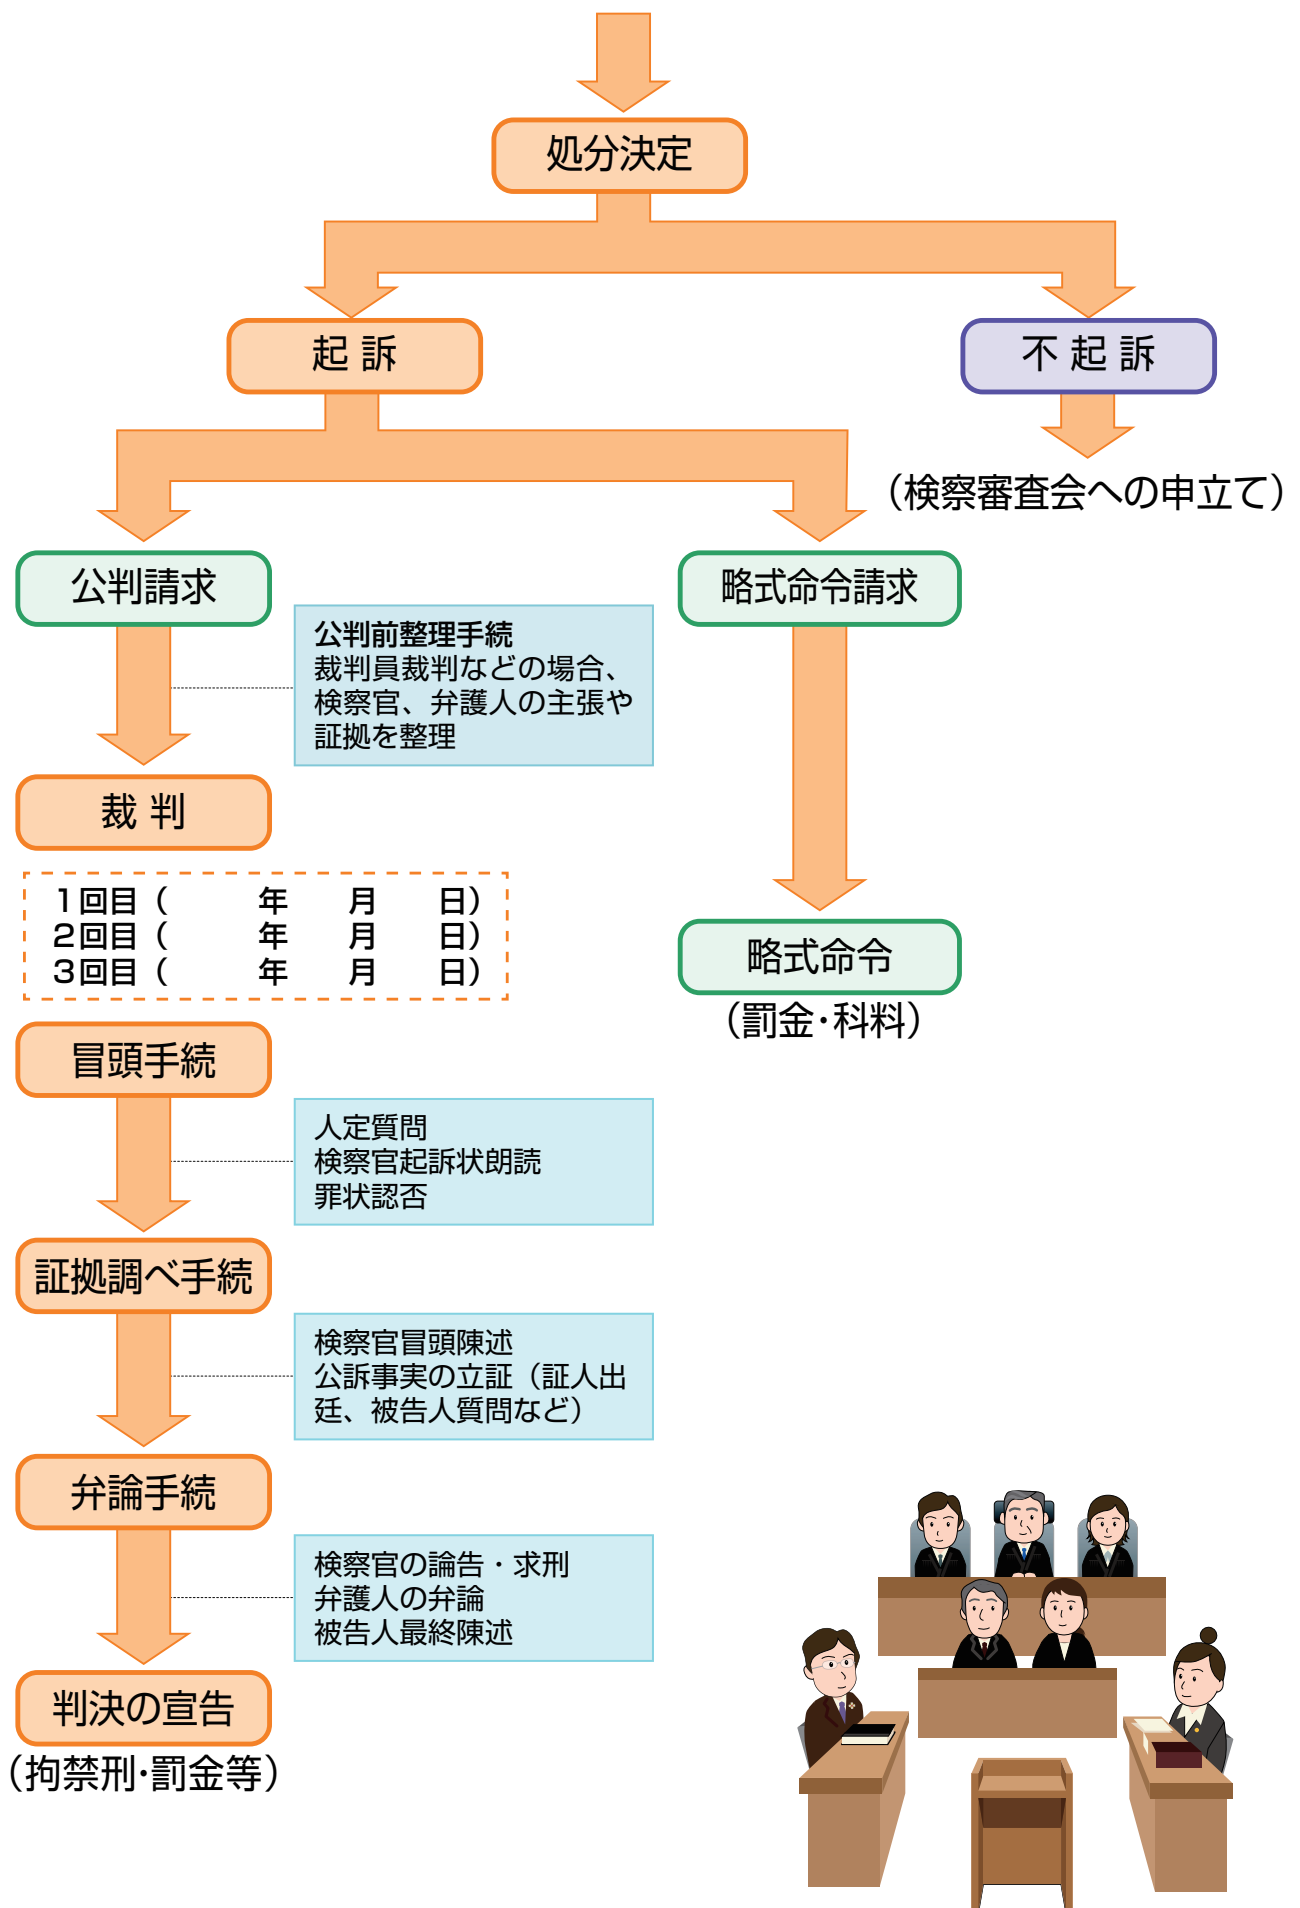 処分決定
起 訴
不 起 訴
（検察審査会への申立て）
公判請求
略式命令請求
公判前整理手続
裁判員裁判などの場合、
検察官、弁護人の主張や
証拠を整理
裁 判
1回目（　　　年　　月　　日）
2回目（　　　年　　月　　日）
3回目（　　　年　　月　　日）
略式命令
（罰金・科料）
冒頭手続
人定質問
検察官起訴状朗読
罪状認否
証拠調べ手続
検察官冒頭陳述
公訴事実の立証（証人出
廷、被告人質問など）
弁論手続
検察官の論告・求刑
弁護人の弁論
被告人最終陳述
判決の宣告
（拘禁刑・罰金等）